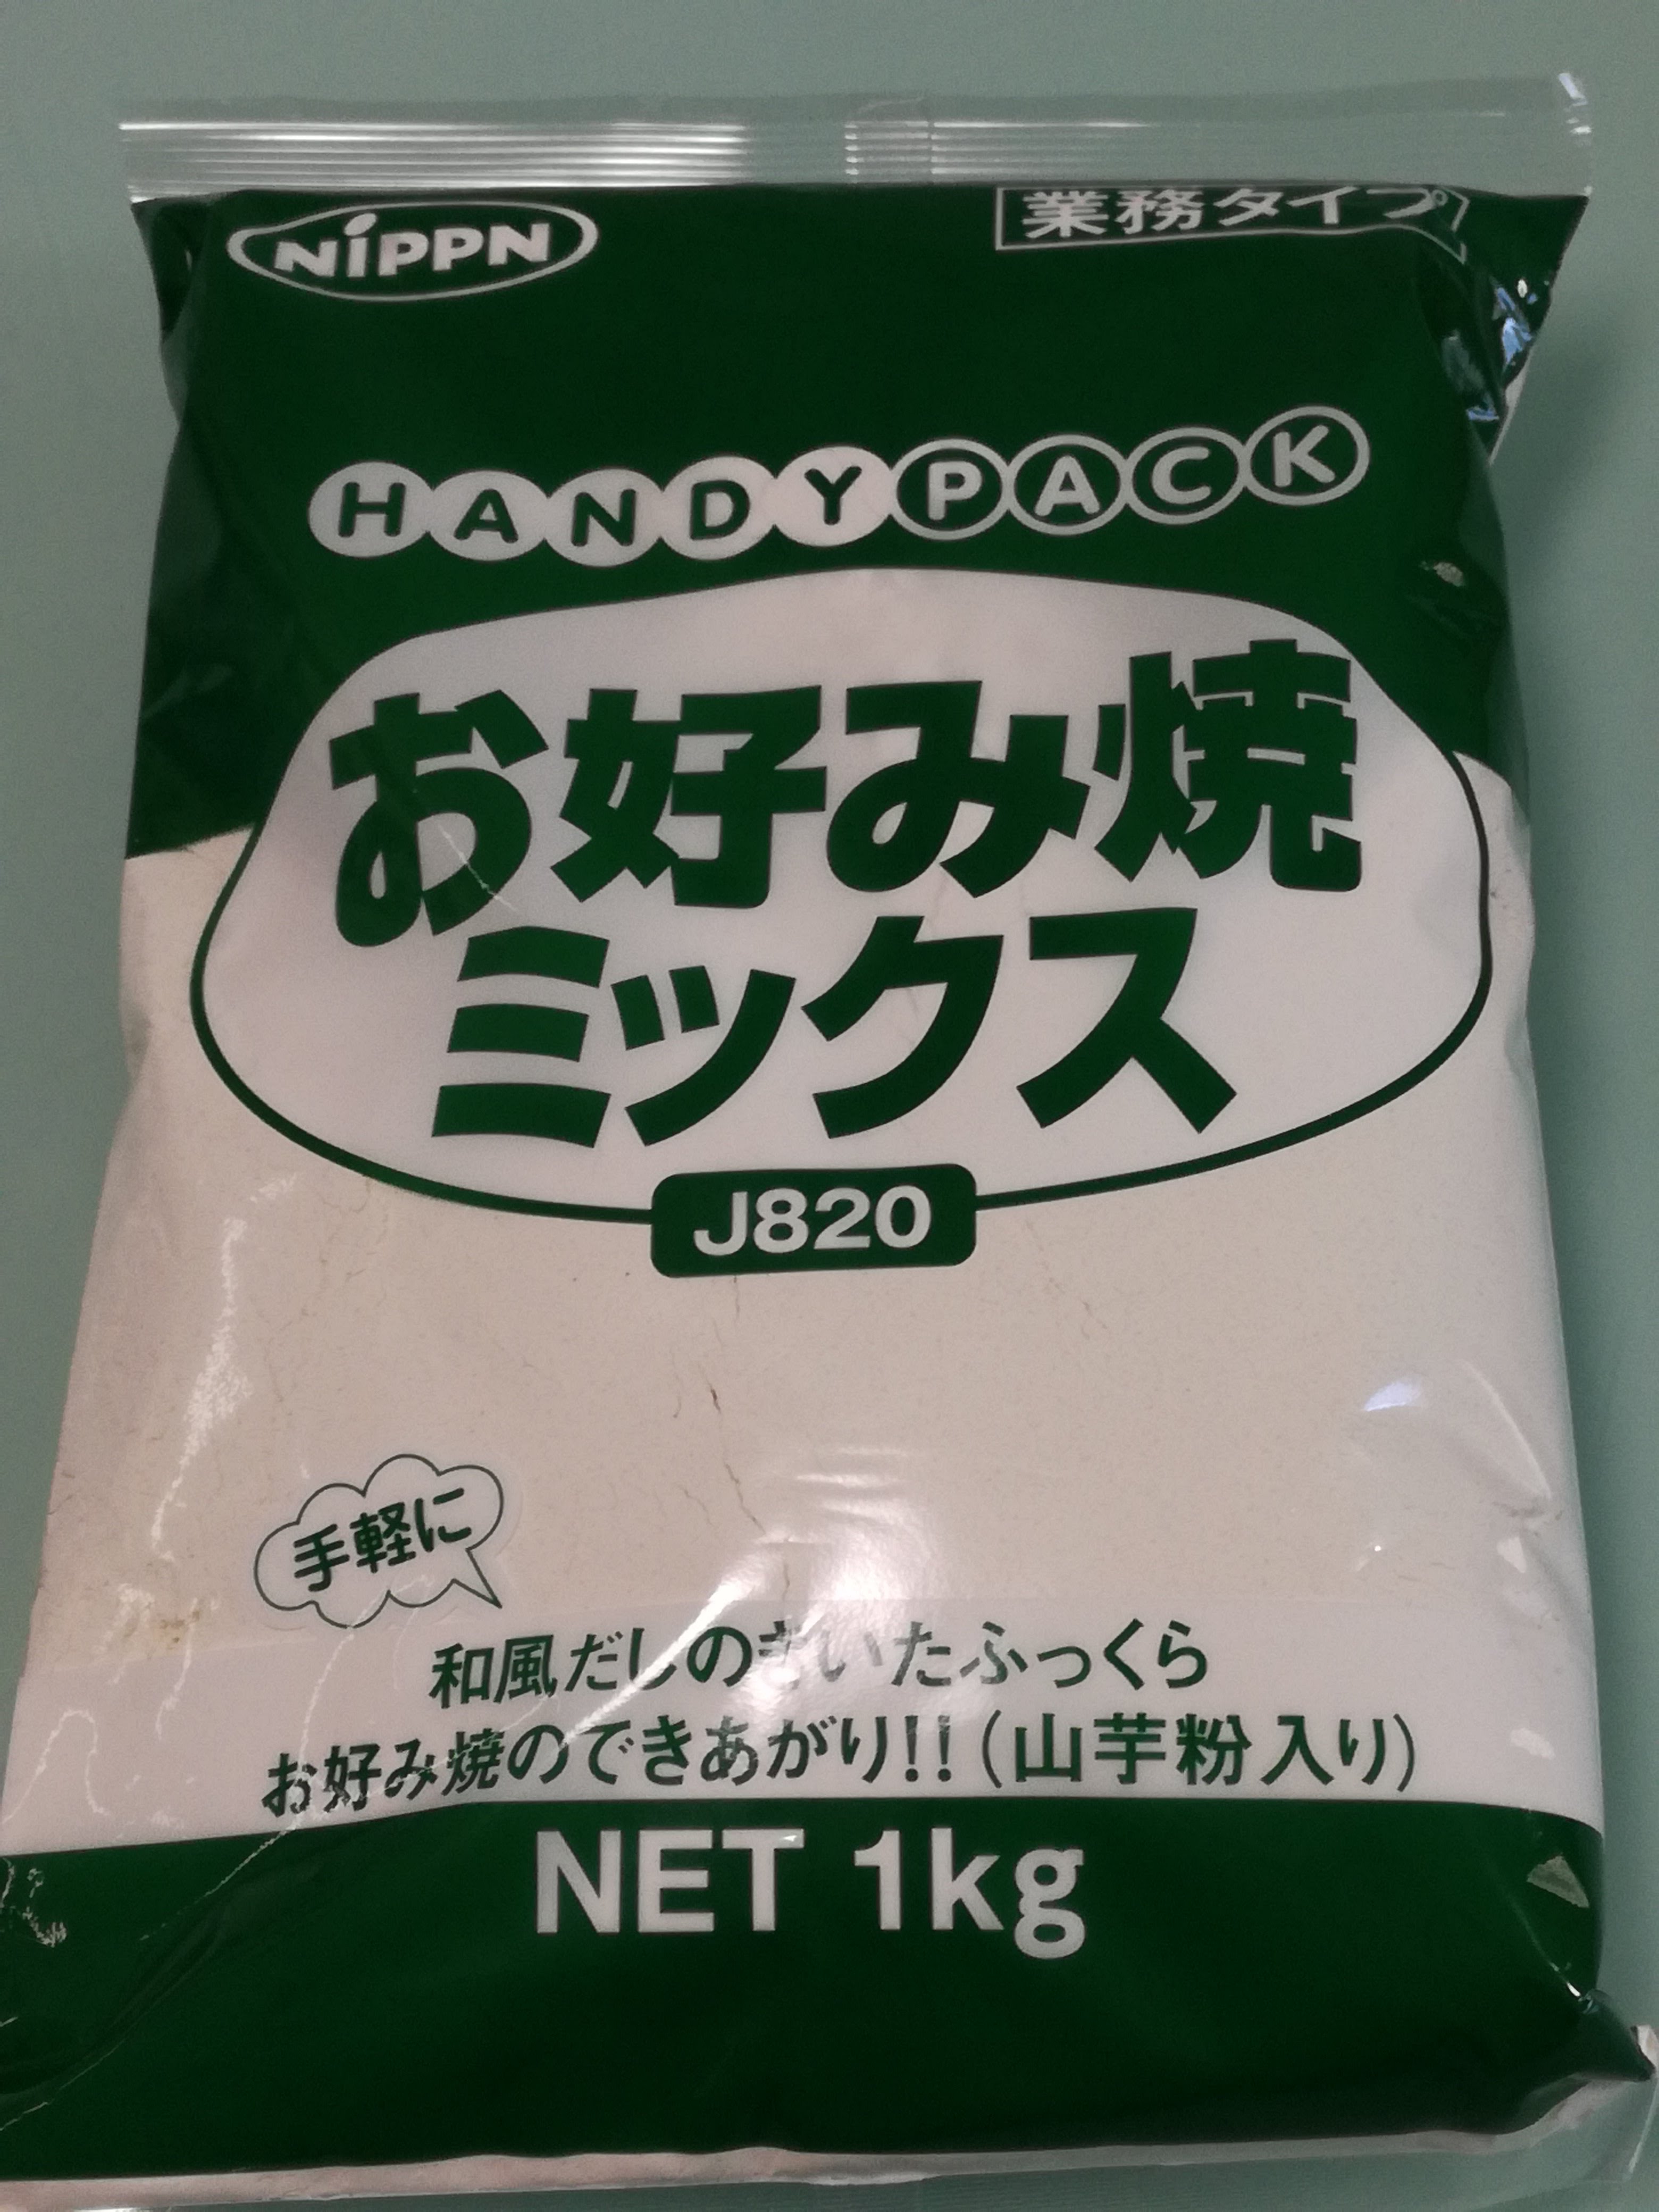 NIPPN
業務タイプ
HANDYPACK
お好み焼
ミックス
J820
手軽に
和風だしのきいたふっくら
お好み焼のできあがり!!(山芋粉入り)
NET 1kg